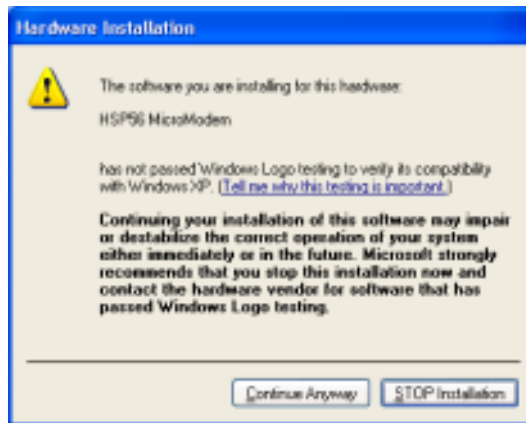 Hardware Installation
The software you are installing for this hardware:
HSP56 MicroModem
has not passed Windows Logo testing to verify its compatibility
with Windows XP. (Tell me why this testing is important.)
Continuing your installation of this software may impair
or destabilize the correct operation of your system
either immediately or in the future. Microsoft strongly
recommends that you stop this installation now and
contact the hardware vendor for software that has
passed Windows Logo testing.
Continue Anyway STOP Installation